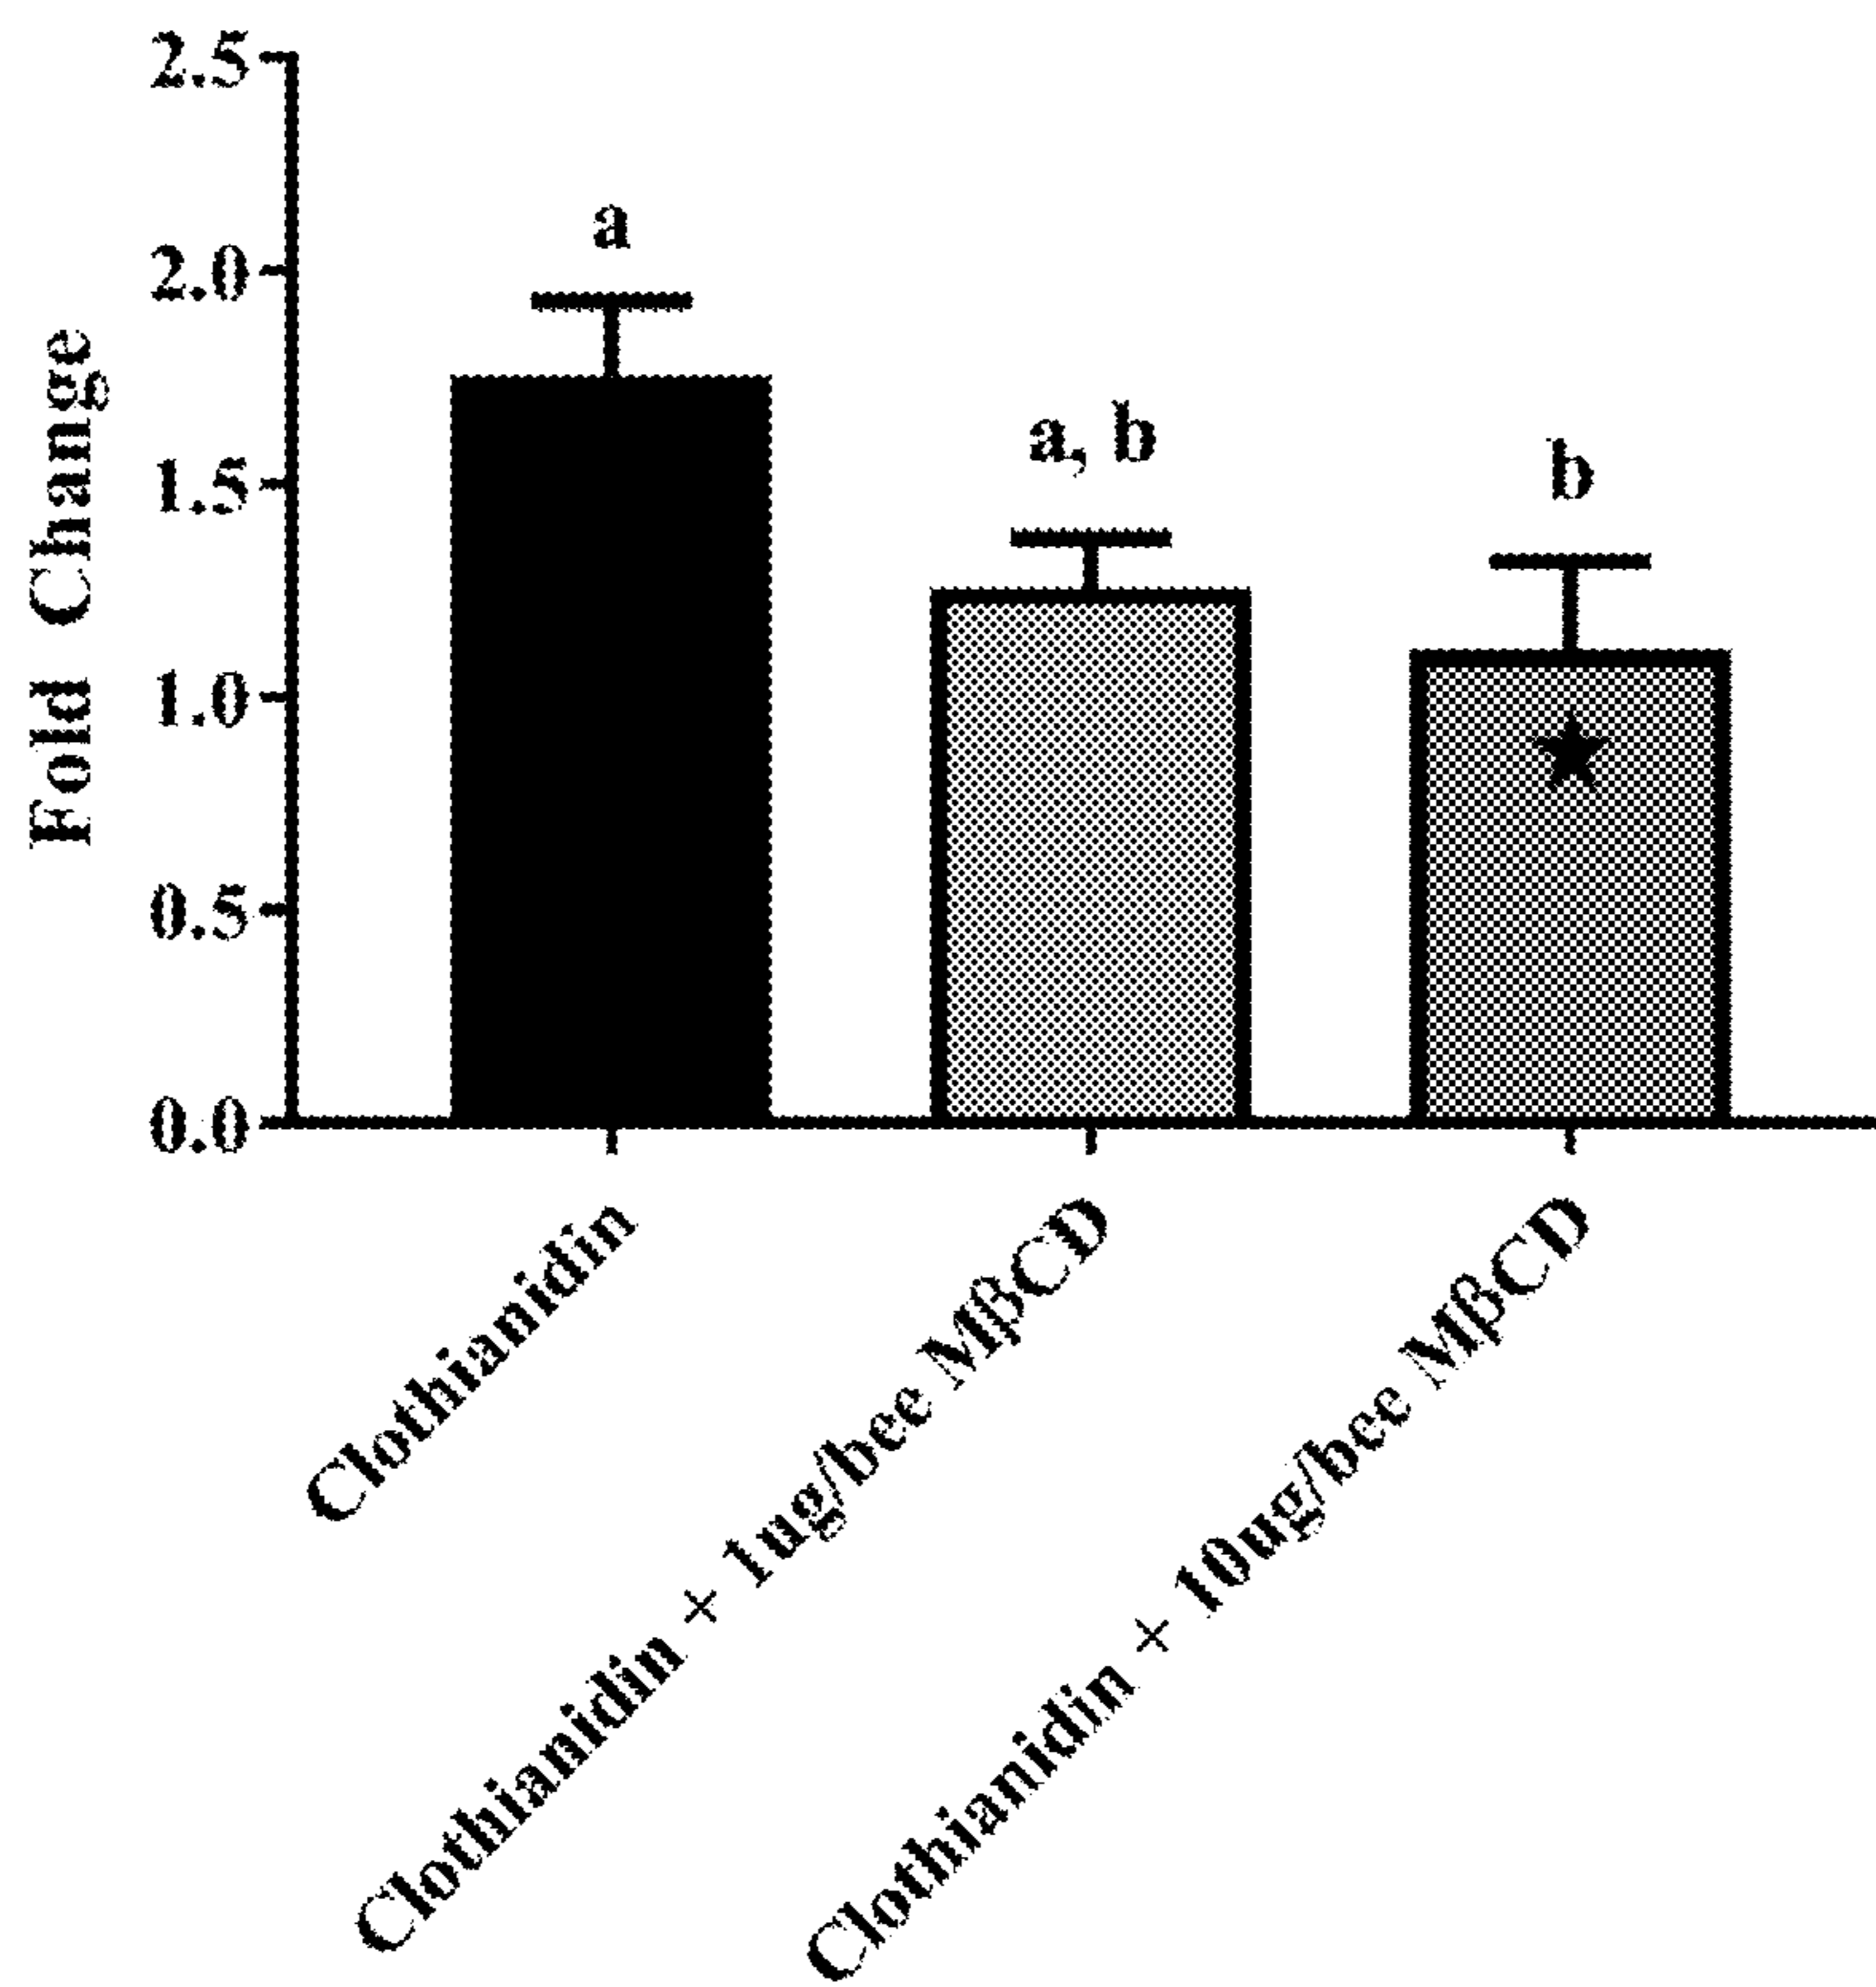 Fold Change
2.5
2.0
1.5
1.0
0.5
0.0
a
a, b
b
Clothianidin
Clothianidin + 1ug/bee MβCD
Clothianidin + 10ug/bee MβCD